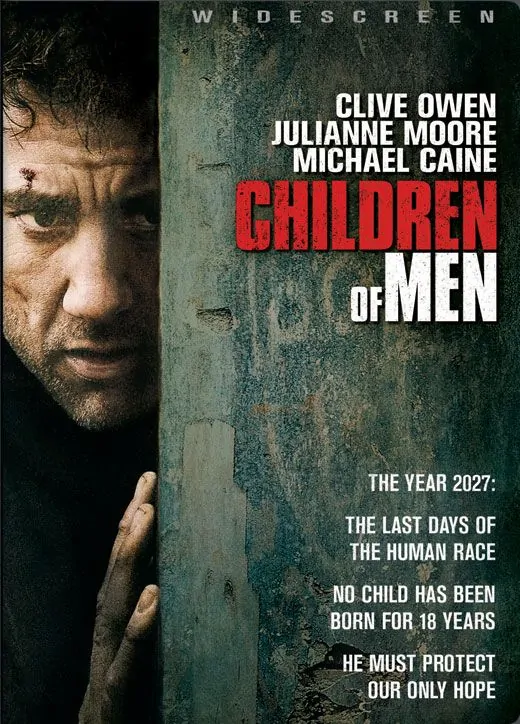 WIDESCREEN
CLIVE OWEN
JULIANNE MOORE
MICHAEL CAINE
CHILDREN
OF MEN
THE YEAR 2027:
THE LAST DAYS OF
THE HUMAN RACE
NO CHILD HAS BEEN
BORN FOR 18 YEARS
HE MUST PROTECT
OUR ONLY HOPE